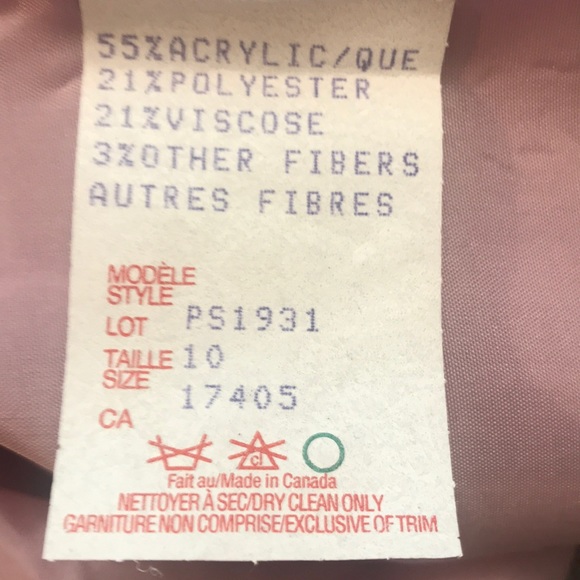 55%ACRYLIC/QUE
21%POLYESTER
21%VISCOSE
3%OTHER FIBERS
AUTRES FIBRES
MODÈLE
STYLE
LOT PS1931
TAILLE 10
SIZE
17405
CA
cl
Fait au/Made in Canada
NETTOYER À SEC/DRY CLEAN ONLY
GARNITURE NON COMPRISE/EXCLUSIVE OF TRIM